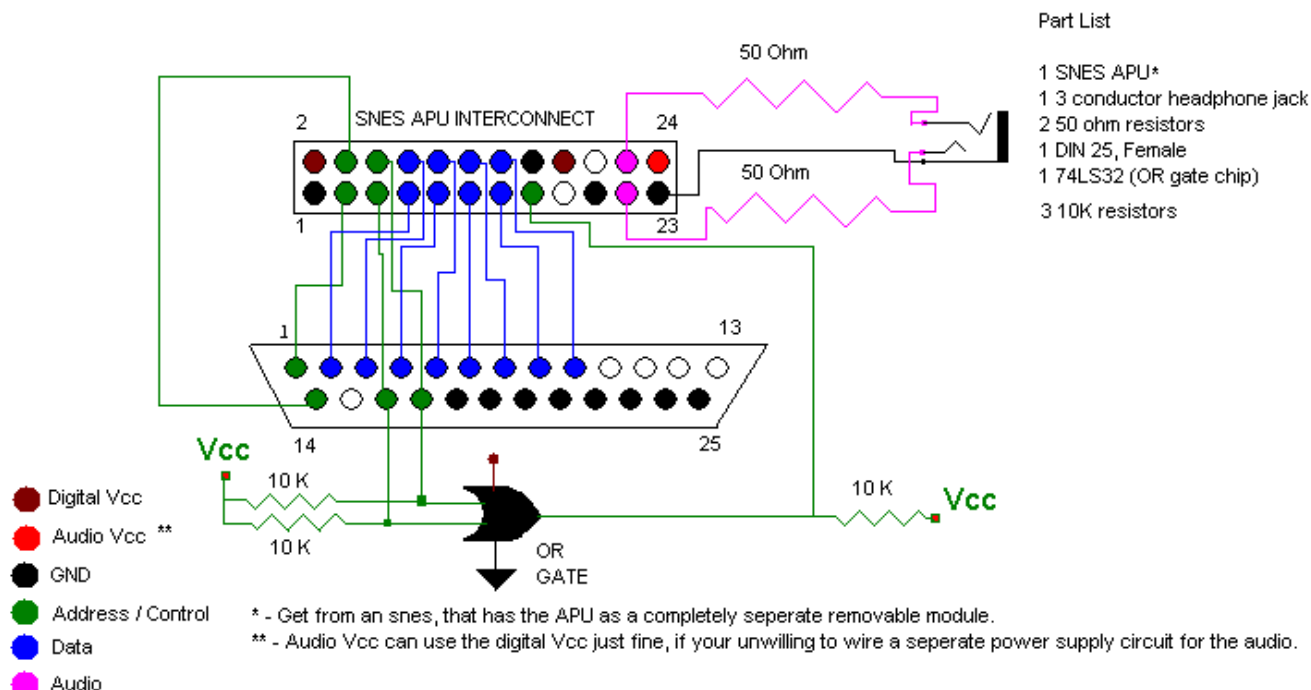 Part List
1 SNES APU*
1 3 conductor headphone jack
2 50 ohm resistors
1 DIN 25, Female
1 74LS32 (OR gate chip)
3 10K resistors
50 Ohm
2 SNES APU INTERCONNECT 24
1 23
50 Ohm
1 13
14 25
Vcc
10 K
10 K
10 K
Vcc
OR
GATE
Digital Vcc
Audio Vcc **
GND
Address / Control
Data
Audio
* - Get from an snes, that has the APU as a completely seperate removable module.
** - Audio Vcc can use the digital Vcc just fine, if your unwilling to wire a seperate power supply circuit for the audio.